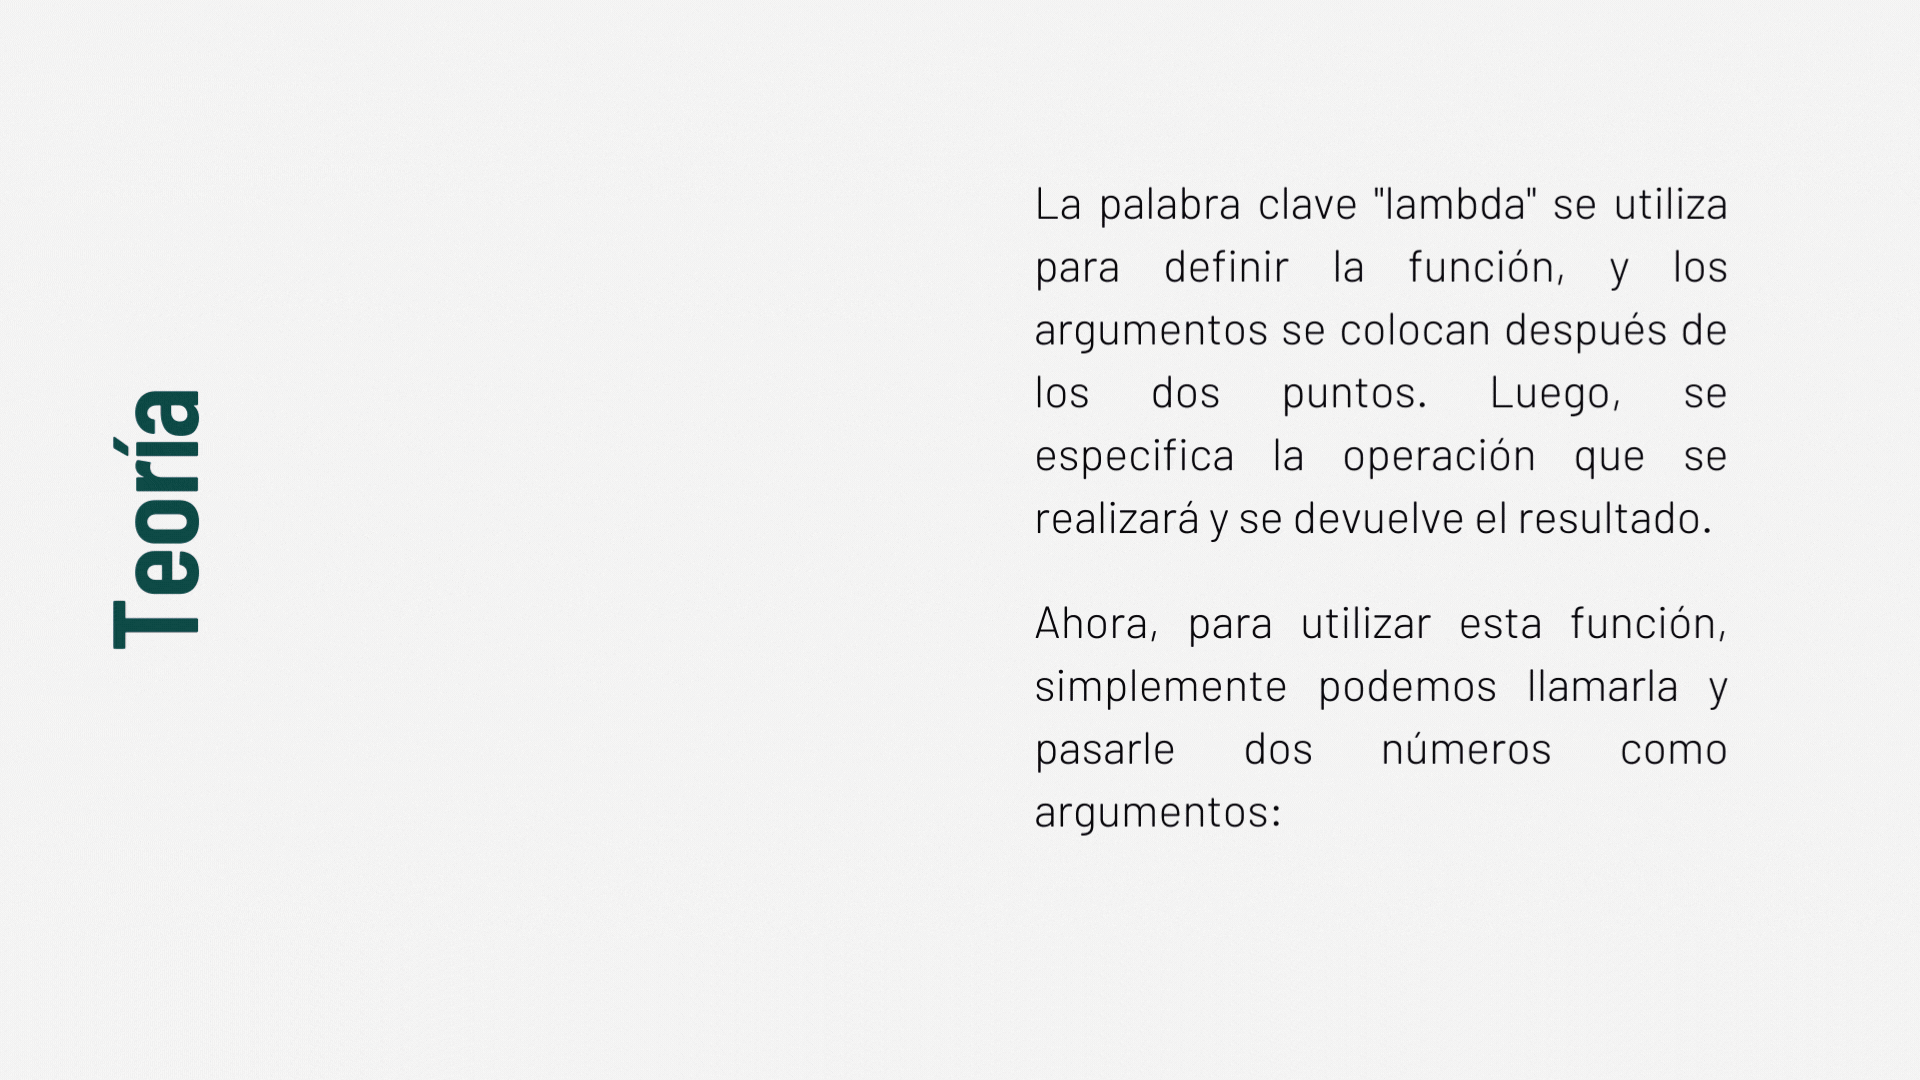 Teoría
La palabra clave "lambda" se utiliza
para definir la función, y los
argumentos se colocan después de
los dos puntos. Luego, se
especifica la operación que se
realizará y se devuelve el resultado.
Ahora, para utilizar esta función,
simplemente podemos llamarla y
pasarle dos números como
argumentos: